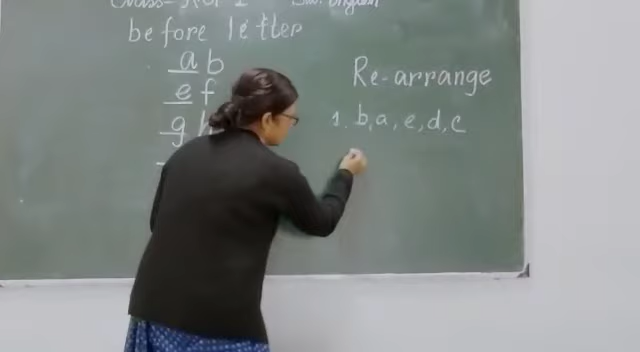 before letter
a b
e f
g h
Re-arrange
1. b, a, e, d, c